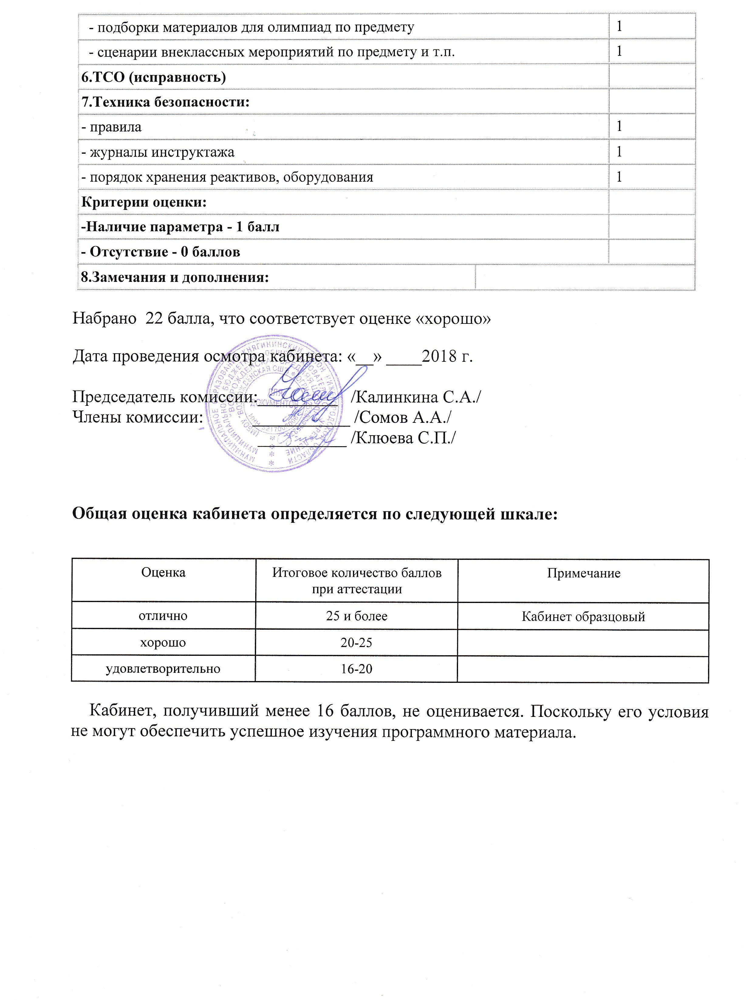 - подборки материалов для олимпиад по предмету 1
- сценарии внеклассных мероприятий по предмету и т.п. 1
6.ТСО (исправность)
7.Техника безопасности:
- правила 1
- журналы инструктажа 1
- порядок хранения реактивов, оборудования 1
Критерии оценки:
-Наличие параметра - 1 балл
- Отсутствие - 0 баллов
8.Замечания и дополнения:
Набрано 22 балла, что соответствует оценке «хорошо»
Дата проведения осмотра кабинета: «__» ____2018 г.
Председатель комиссии:_________ /Калинкина С.А./
Члены комиссии: ___________ /Сомов А.А./
__________ /Клюева С.П./
ДЛЯ
ДОКУМЕНТОВ
Общая оценка кабинета определяется по следующей шкале:
Оценка Итоговое количество баллов Примечание
при аттестации
отлично 25 и более Кабинет образцовый
хорошо 20-25
удовлетворительно 16-20
Кабинет, получивший менее 16 баллов, не оценивается. Поскольку его условия
не могут обеспечить успешное изучения программного материала.